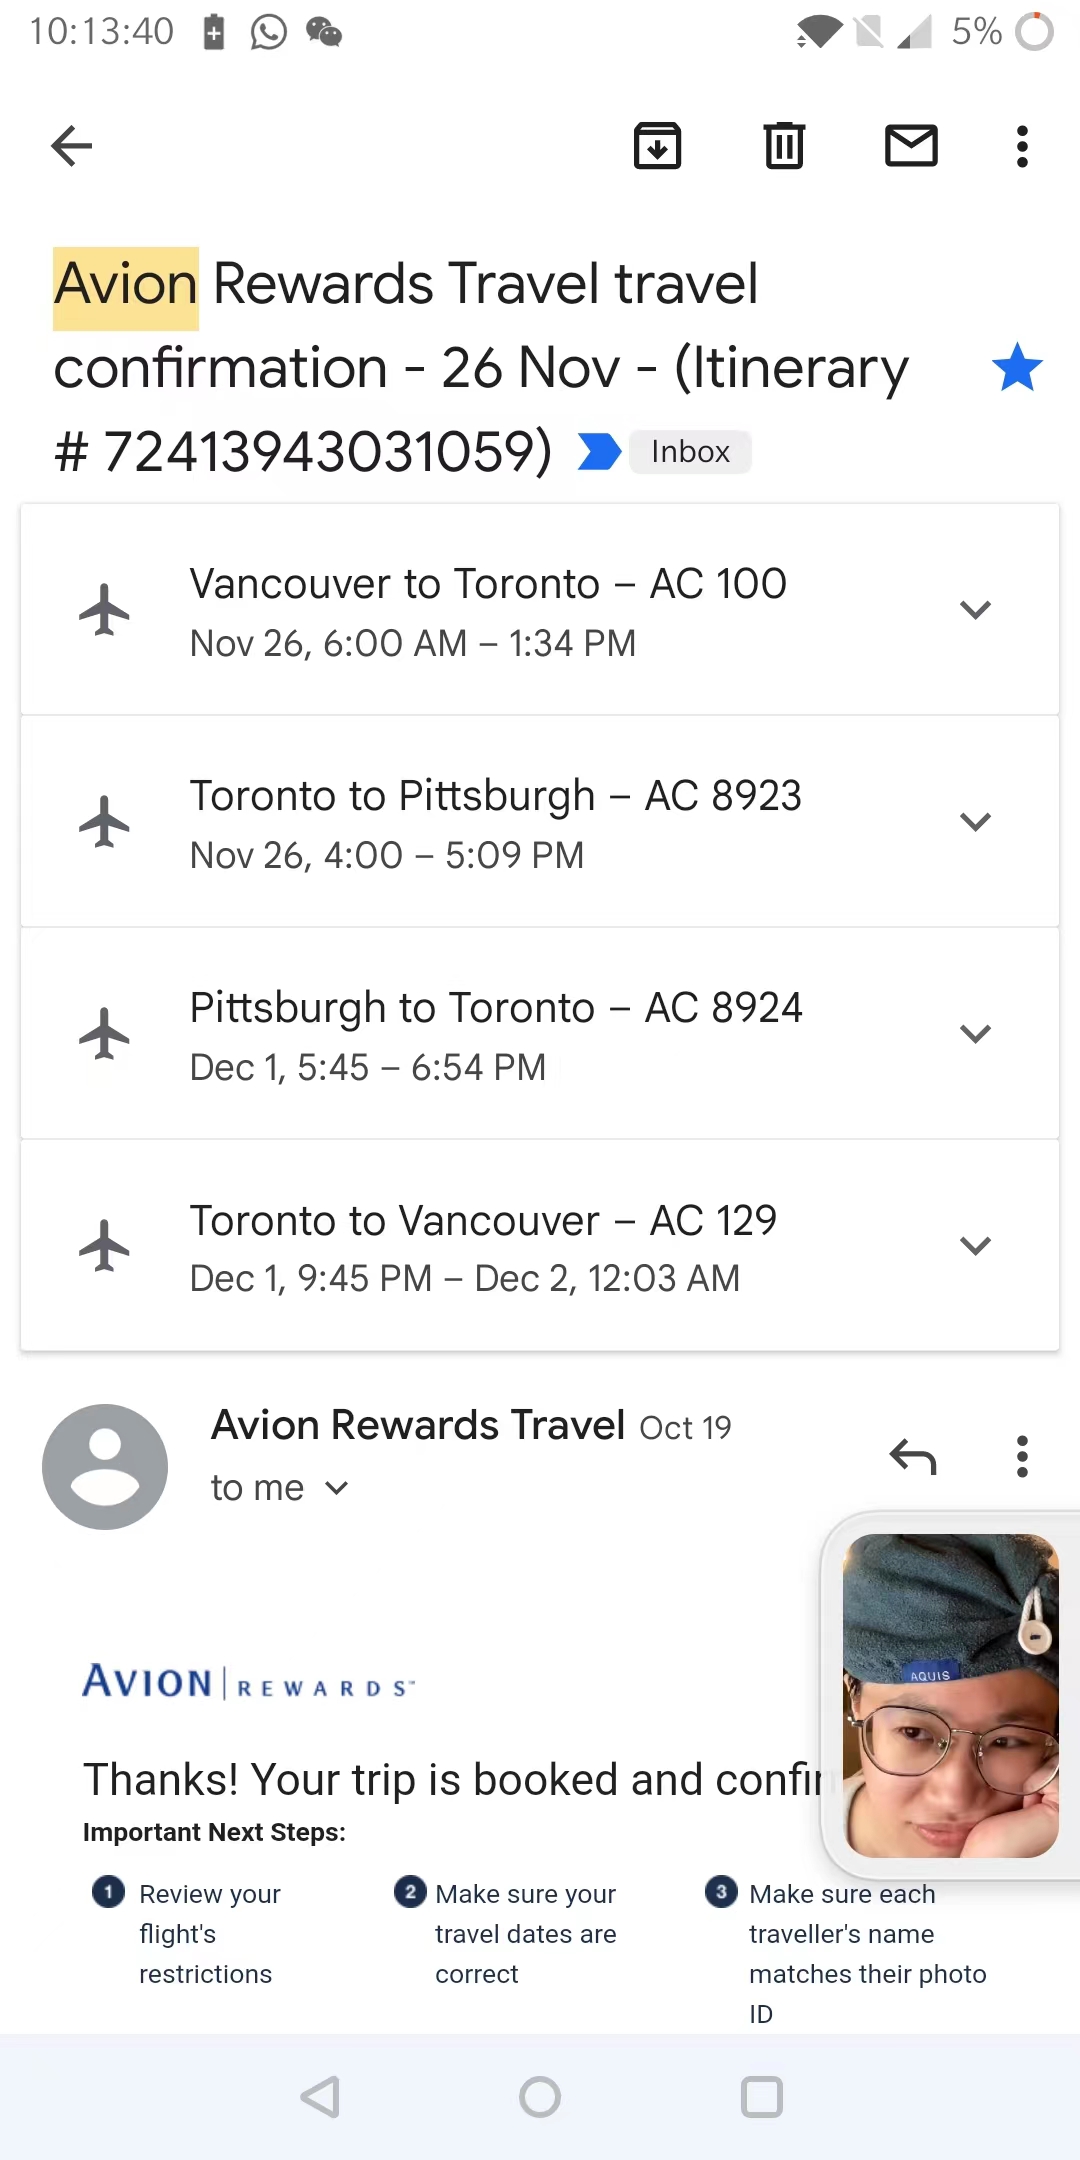 10:13:40 5%
Avion Rewards Travel travel
confirmation - 26 Nov - (Itinerary
# 72413943031059) Inbox
Vancouver to Toronto – AC 100
Nov 26, 6:00 AM – 1:34 PM
Toronto to Pittsburgh – AC 8923
Nov 26, 4:00 – 5:09 PM
Pittsburgh to Toronto – AC 8924
Dec 1, 5:45 – 6:54 PM
Toronto to Vancouver – AC 129
Dec 1, 9:45 PM – Dec 2, 12:03 AM
Avion Rewards Travel Oct 19
to me
AVION REWARDS™
AQUIS
Thanks! Your trip is booked and confir
Important Next Steps:
1 Review your
flight's
restrictions
2 Make sure your
travel dates are
correct
3 Make sure each
traveller's name
matches their photo
ID